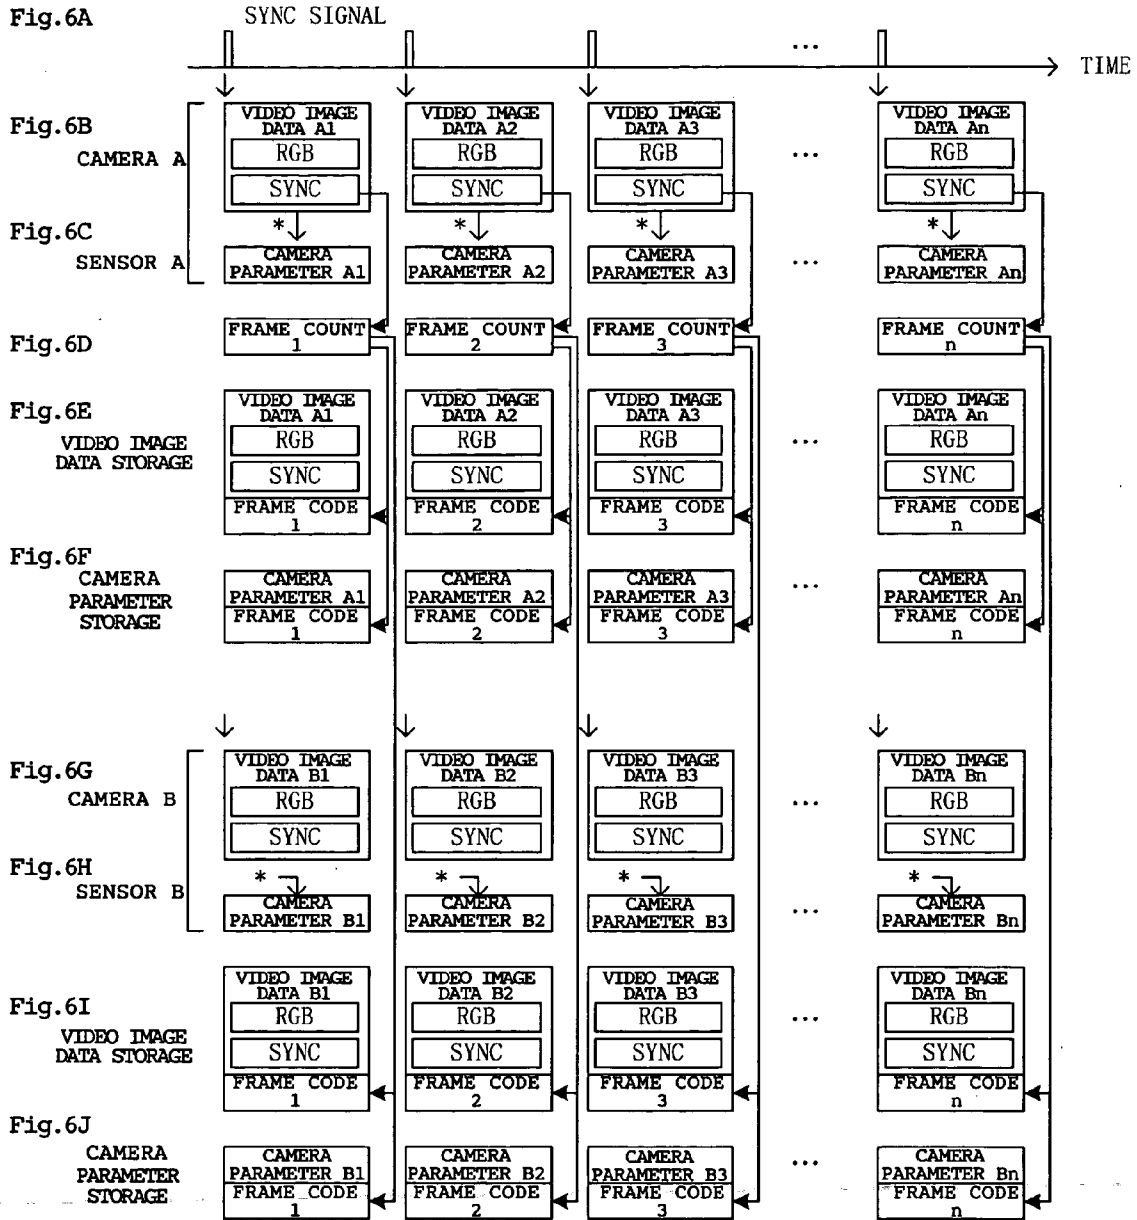 Fig.6A
SYNC SIGNAL
...
TIME
Fig.6B
CAMERA A
VIDEO IMAGE DATA A1
RGB
SYNC
VIDEO IMAGE DATA A2
RGB
SYNC
VIDEO IMAGE DATA A3
RGB
SYNC
...
VIDEO IMAGE DATA An
RGB
SYNC
Fig.6C
SENSOR A
*
CAMERA PARAMETER A1
*
CAMERA PARAMETER A2
*
CAMERA PARAMETER A3
...
*
CAMERA PARAMETER An
Fig.6D
FRAME COUNT 1
FRAME COUNT 2
FRAME COUNT 3
FRAME COUNT n
Fig.6E
VIDEO IMAGE
DATA STORAGE
VIDEO IMAGE DATA A1
RGB
SYNC
FRAME CODE 1
VIDEO IMAGE DATA A2
RGB
SYNC
FRAME CODE 2
VIDEO IMAGE DATA A3
RGB
SYNC
FRAME CODE 3
...
VIDEO IMAGE DATA An
RGB
SYNC
FRAME CODE n
Fig.6F
CAMERA
PARAMETER
STORAGE
CAMERA PARAMETER A1
FRAME CODE 1
CAMERA PARAMETER A2
FRAME CODE 2
CAMERA PARAMETER A3
FRAME CODE 3
...
CAMERA PARAMETER An
FRAME CODE n
Fig.6G
CAMERA B
VIDEO IMAGE DATA B1
RGB
SYNC
VIDEO IMAGE DATA B2
RGB
SYNC
VIDEO IMAGE DATA B3
RGB
SYNC
...
VIDEO IMAGE DATA Bn
RGB
SYNC
Fig.6H
SENSOR B
*
CAMERA PARAMETER B1
*
CAMERA PARAMETER B2
*
CAMERA PARAMETER B3
...
*
CAMERA PARAMETER Bn
Fig.6I
VIDEO IMAGE
DATA STORAGE
VIDEO IMAGE DATA B1
RGB
SYNC
FRAME CODE 1
VIDEO IMAGE DATA B2
RGB
SYNC
FRAME CODE 2
VIDEO IMAGE DATA B3
RGB
SYNC
FRAME CODE 3
...
VIDEO IMAGE DATA Bn
RGB
SYNC
FRAME CODE n
Fig.6J
CAMERA
PARAMETER
STORAGE
CAMERA PARAMETER B1
FRAME CODE 1
CAMERA PARAMETER B2
FRAME CODE 2
CAMERA PARAMETER B3
FRAME CODE 3
...
CAMERA PARAMETER Bn
FRAME CODE n